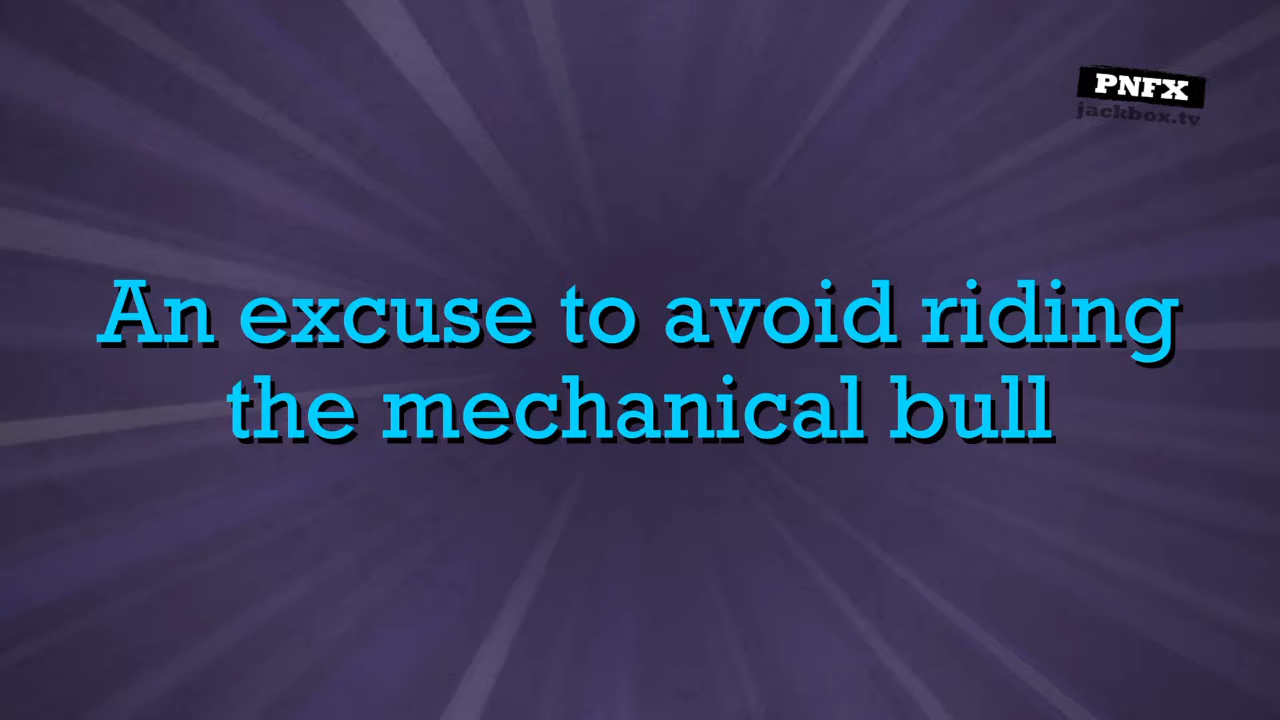 PNFX
jackbox.tv
An excuse to avoid riding
the mechanical bull